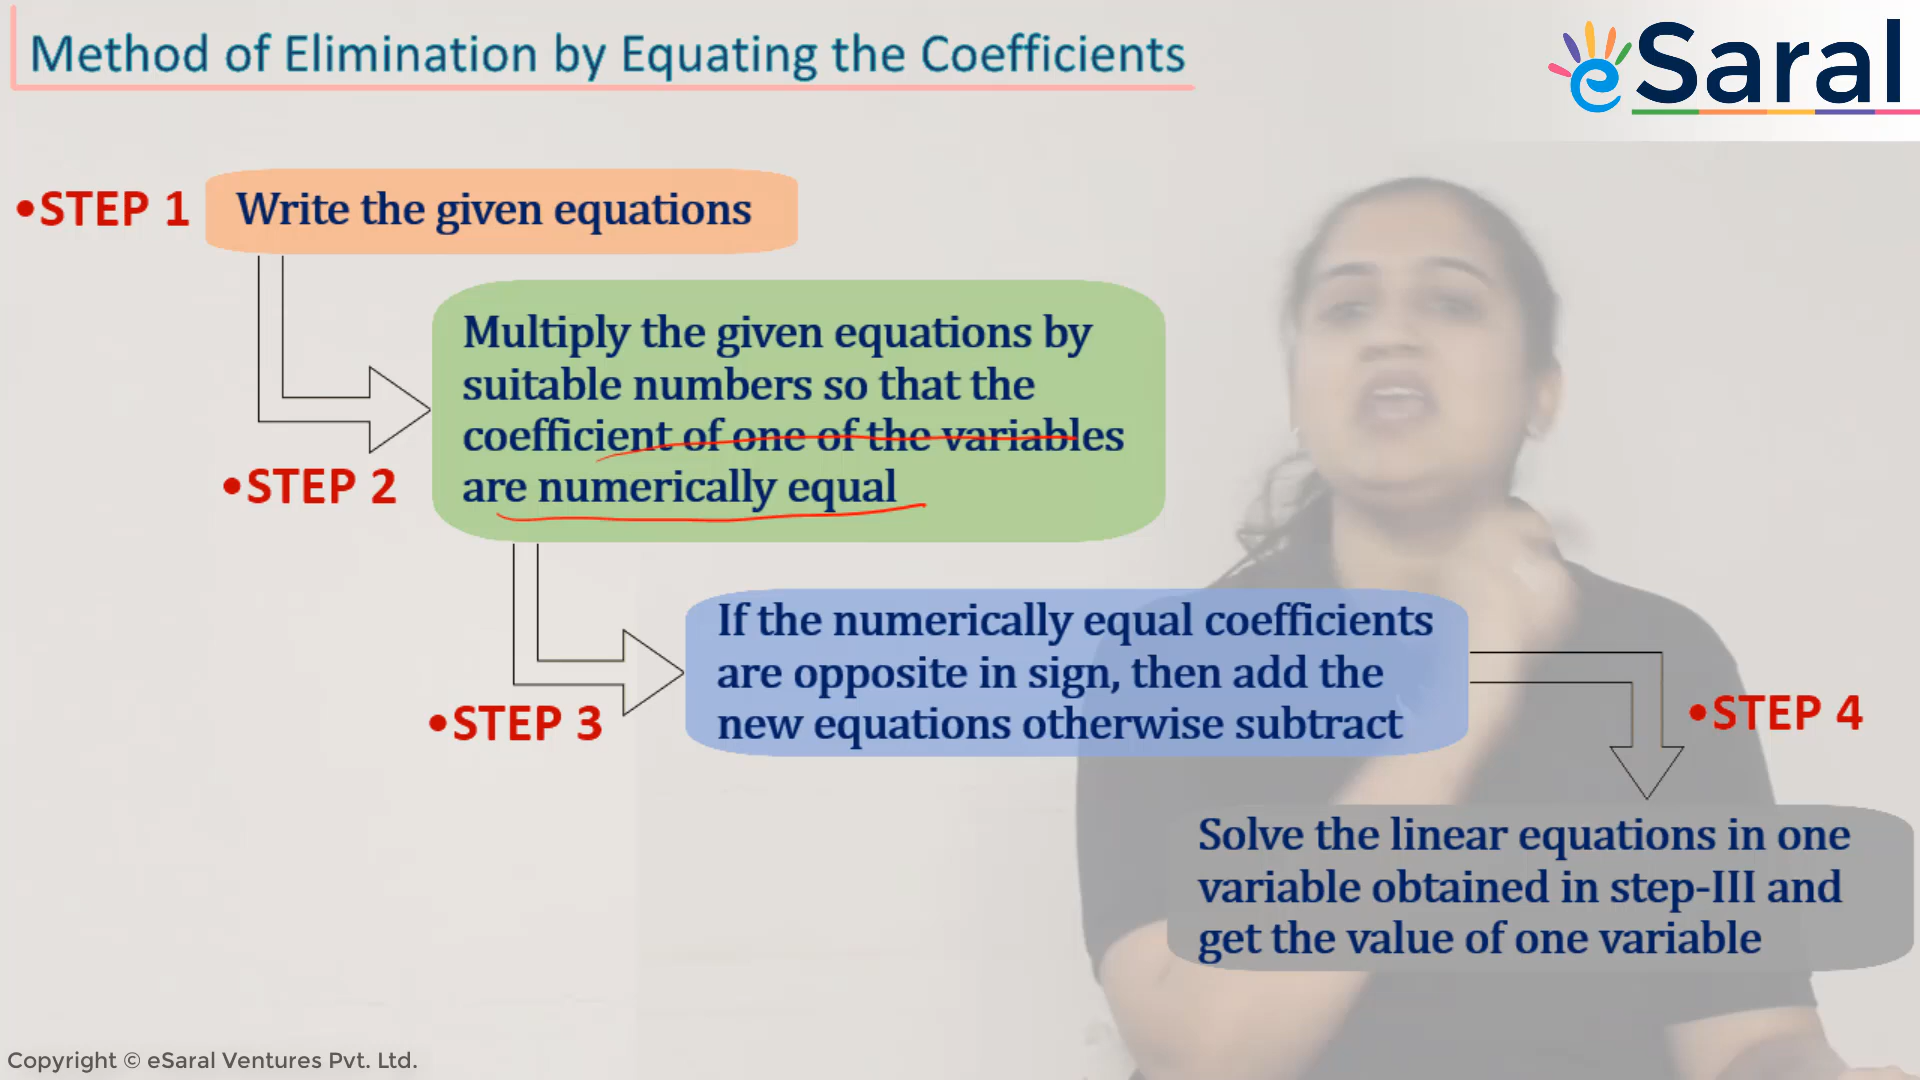 Method of Elimination by Equating the Coefficients
eSaral
•STEP 1
Write the given equations
Multiply the given equations by
suitable numbers so that the
coefficient of one of the variables
are numerically equal
•STEP 2
If the numerically equal coefficients
are opposite in sign, then add the
new equations otherwise subtract
•STEP 3
•STEP 4
Solve the linear equations in one
variable obtained in step-III and
get the value of one variable
Copyright © eSaral Ventures Pvt. Ltd.